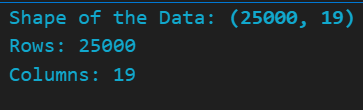 Shape of the Data: (25000, 19)
Rows: 25000
Columns: 19